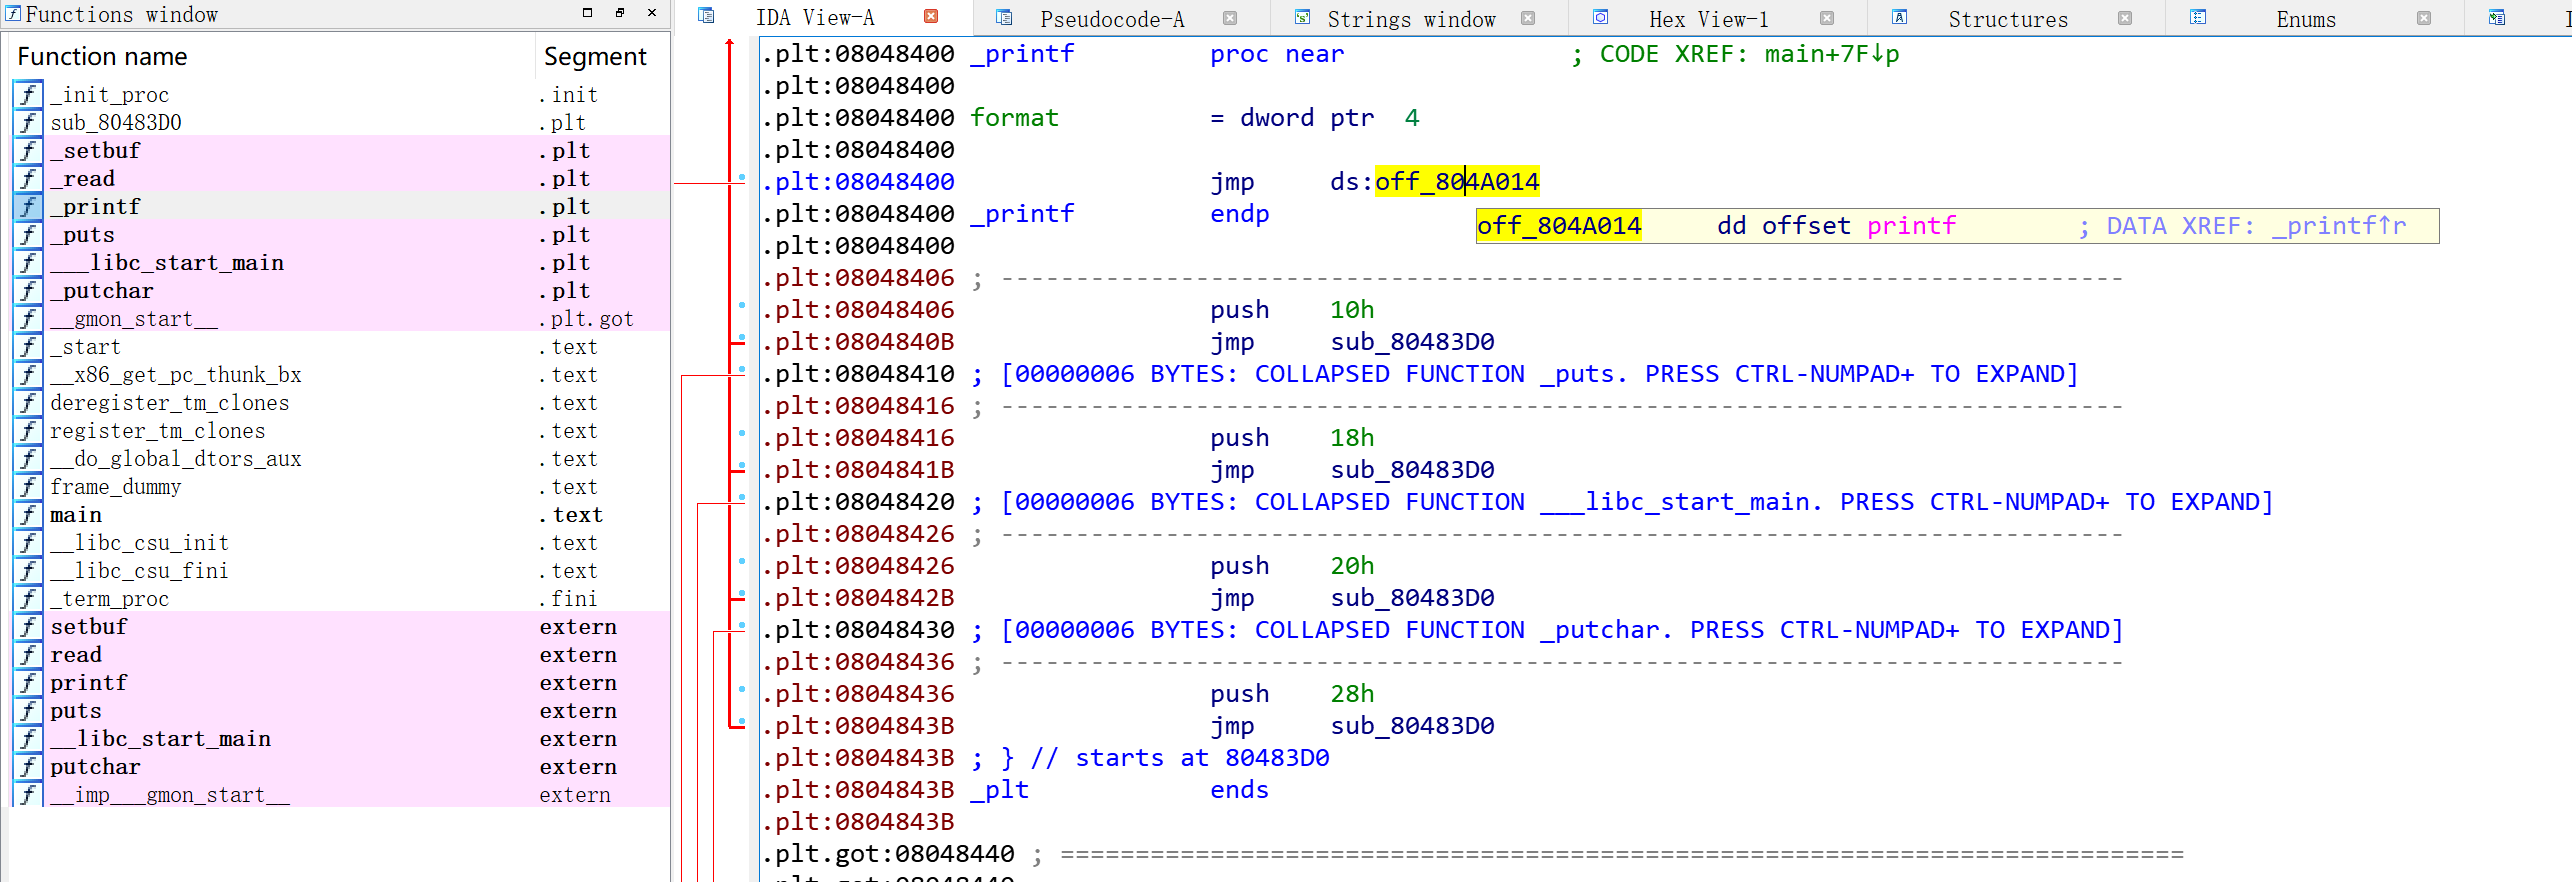 Functions window
Function name Segment
_init_proc .init
sub_80483D0 .plt
_setbuf .plt
_read .plt
_printf .plt
_puts .plt
___libc_start_main .plt
_putchar .plt
__gmon_start__ .plt.got
_start .text
__x86_get_pc_thunk_bx .text
deregister_tm_clones .text
register_tm_clones .text
__do_global_dtors_aux .text
frame_dummy .text
main .text
__libc_csu_init .text
__libc_csu_fini .text
_term_proc .fini
setbuf extern
read extern
printf extern
puts extern
__libc_start_main extern
putchar extern
__imp___gmon_start__ extern
IDA View-A Pseudocode-A Strings window Hex View-1 Structures Enums
.plt:08048400 _printf proc near ; CODE XREF: main+7F↓p
.plt:08048400
.plt:08048400 format = dword ptr 4
.plt:08048400
.plt:08048400 jmp ds:off_804A014
.plt:08048400 _printf endp
off_804A014 dd offset printf ; DATA XREF: _printf↑r
.plt:08048400
.plt:08048406 ; ---------------------------------------------------------------------------
.plt:08048406 push 10h
.plt:0804840B jmp sub_80483D0
.plt:08048410 ; [00000006 BYTES: COLLAPSED FUNCTION _puts. PRESS CTRL-NUMPAD+ TO EXPAND]
.plt:08048416 ; ---------------------------------------------------------------------------
.plt:08048416 push 18h
.plt:0804841B jmp sub_80483D0
.plt:08048420 ; [00000006 BYTES: COLLAPSED FUNCTION ___libc_start_main. PRESS CTRL-NUMPAD+ TO EXPAND]
.plt:08048426 ; ---------------------------------------------------------------------------
.plt:08048426 push 20h
.plt:0804842B jmp sub_80483D0
.plt:08048430 ; [00000006 BYTES: COLLAPSED FUNCTION _putchar. PRESS CTRL-NUMPAD+ TO EXPAND]
.plt:08048436 ; ---------------------------------------------------------------------------
.plt:08048436 push 28h
.plt:0804843B jmp sub_80483D0
.plt:0804843B ; } // starts at 80483D0
.plt:0804843B _plt ends
.plt:0804843B
.plt.got:08048440 ; ===========================================================================